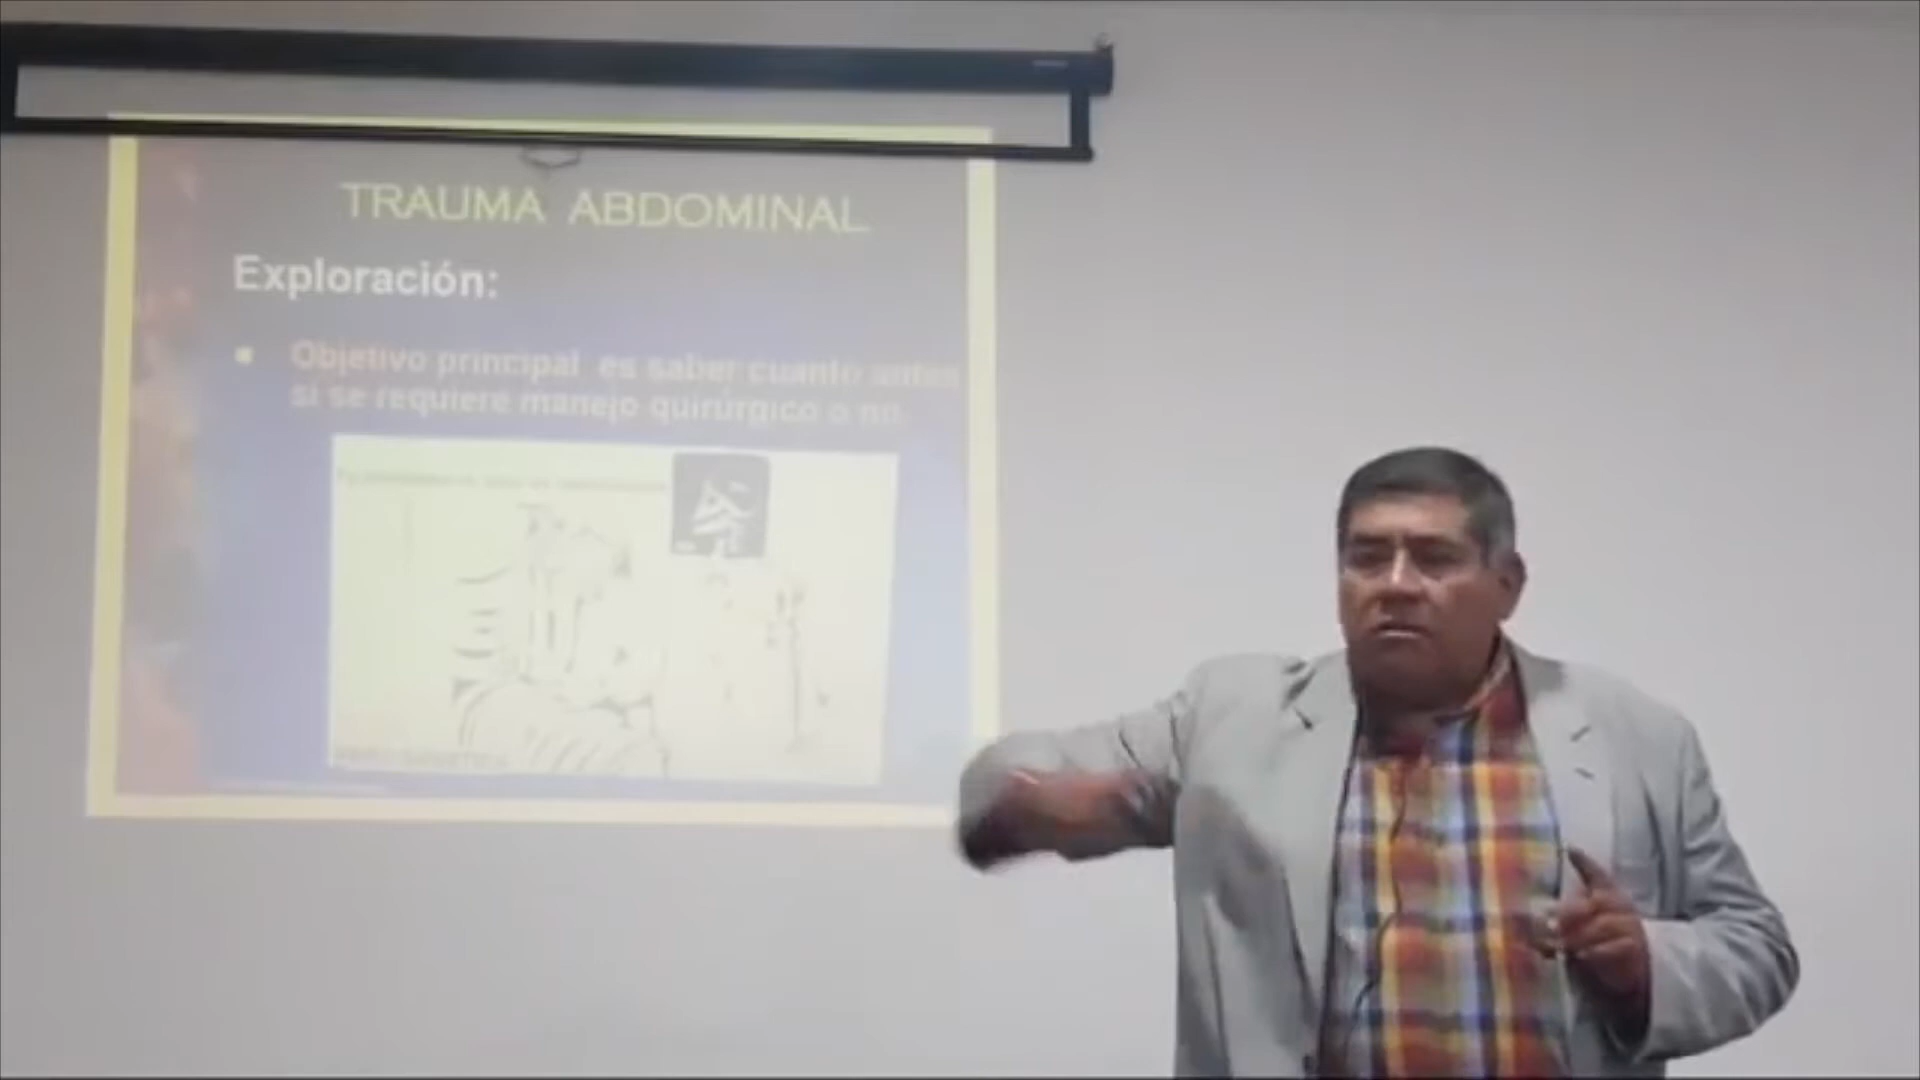 TRAUMA ABDOMINAL
Exploración:
Objetivo principal es saber cuanto antes
si se requiere manejo quirúrgico o no.